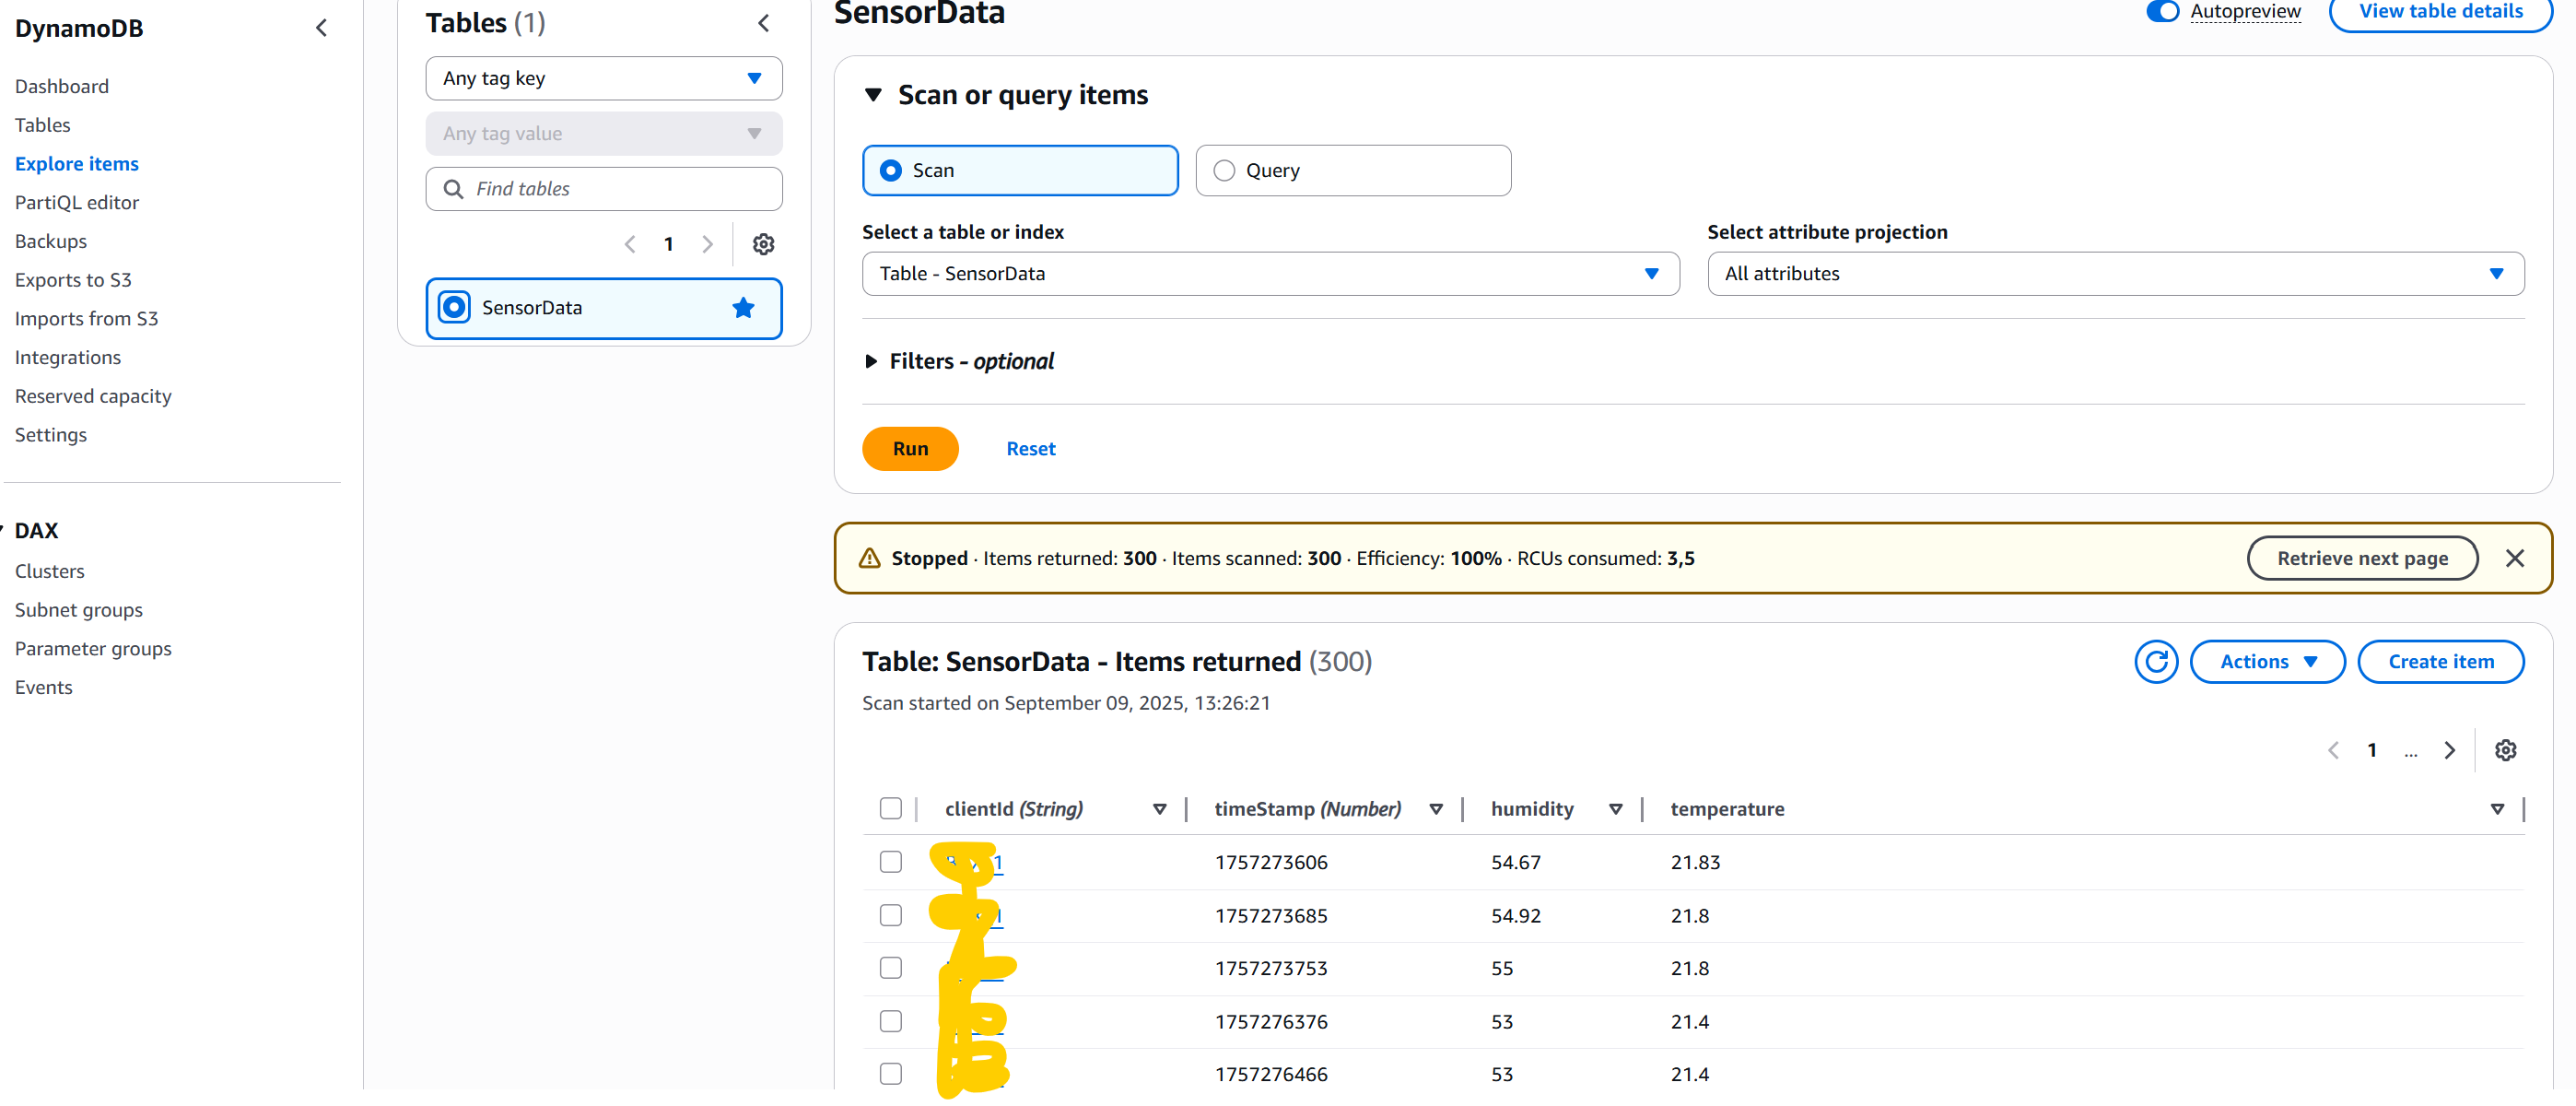 DynamoDB
Dashboard
Tables
Explore items
PartiQL editor
Backups
Exports to S3
Imports from S3
Integrations
Reserved capacity
Settings
DAX
Clusters
Subnet groups
Parameter groups
Events
Tables (1)
Any tag key
Any tag value
Find tables
1
SensorData
SensorData
Autopreview
View table details
Scan or query items
Scan
Query
Select a table or index
Select attribute projection
Table - SensorData
All attributes
Filters - optional
Run
Reset
Stopped · Items returned: 300 · Items scanned: 300 · Efficiency: 100% · RCUs consumed: 3,5
Retrieve next page
Table: SensorData - Items returned (300)
Actions
Create item
Scan started on September 09, 2025, 13:26:21
1 ...
clientId (String) timeStamp (Number) humidity temperature
1757273606 54.67 21.83
1757273685 54.92 21.8
1757273753 55 21.8
1757276376 53 21.4
1757276466 53 21.4